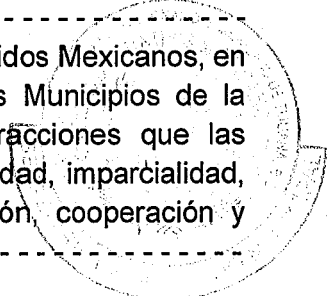 idos Mexicanos, en
s Municipios de la
racciones que las
dad, imparcialidad,
ón, cooperación y